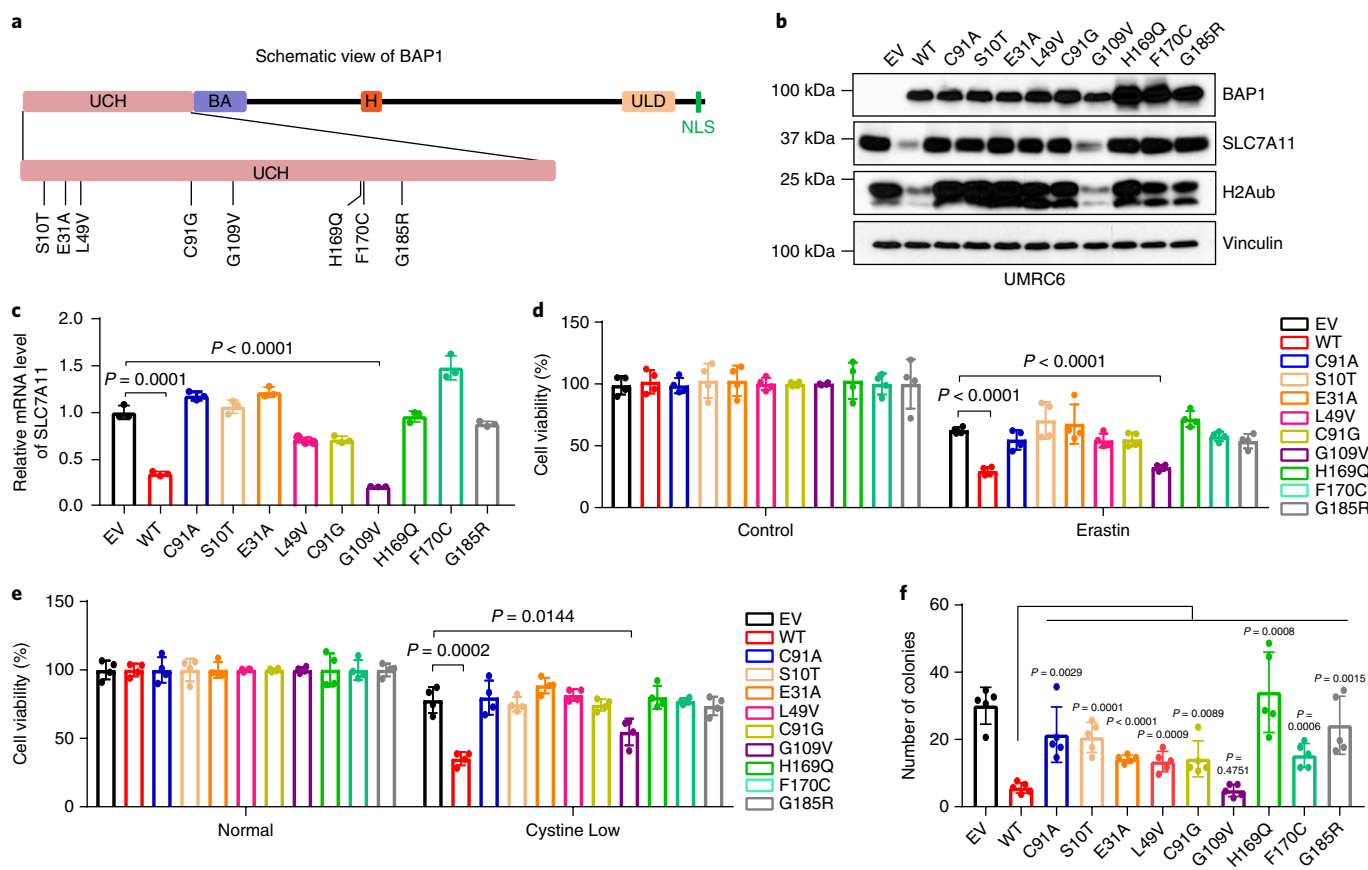 a
Schematic view of BAP1
UCH
BA
H
ULD
NLS
UCH
S10T
E31A
L49V
C91G
G109V
H169Q
F170C
G185R
b
EV
WT
C91A
S10T
E31A
L49V
C91G
G109V
H169Q
F170C
G185R
100 kDa
BAP1
37 kDa
SLC7A11
25 kDa
H2Aub
100 kDa
Vinculin
UMRC6
c
Relative mRNA level
of SLC7A11
2.0
1.5
1.0
0.5
0.0
P < 0.0001
P = 0.0001
EV
WT
C91A
S10T
E31A
L49V
C91G
G109V
H169Q
F170C
G185R
d
Cell viability (%)
150
100
50
0
P < 0.0001
P < 0.0001
Control
Erastin
EV
WT
C91A
S10T
E31A
L49V
C91G
G109V
H169Q
F170C
G185R
e
Cell viability (%)
150
100
50
0
P = 0.0144
P = 0.0002
Normal
Cystine Low
EV
WT
C91A
S10T
E31A
L49V
C91G
G109V
H169Q
F170C
G185R
f
Number of colonies
60
40
20
0
P = 0.0029
P = 0.0001
P < 0.0001
P = 0.0009
P = 0.0089
P =
0.4751
P = 0.0008
P =
0.0006
P = 0.0015
EV
WT
C91A
S10T
E31A
L49V
C91G
G109V
H169Q
F170C
G185R